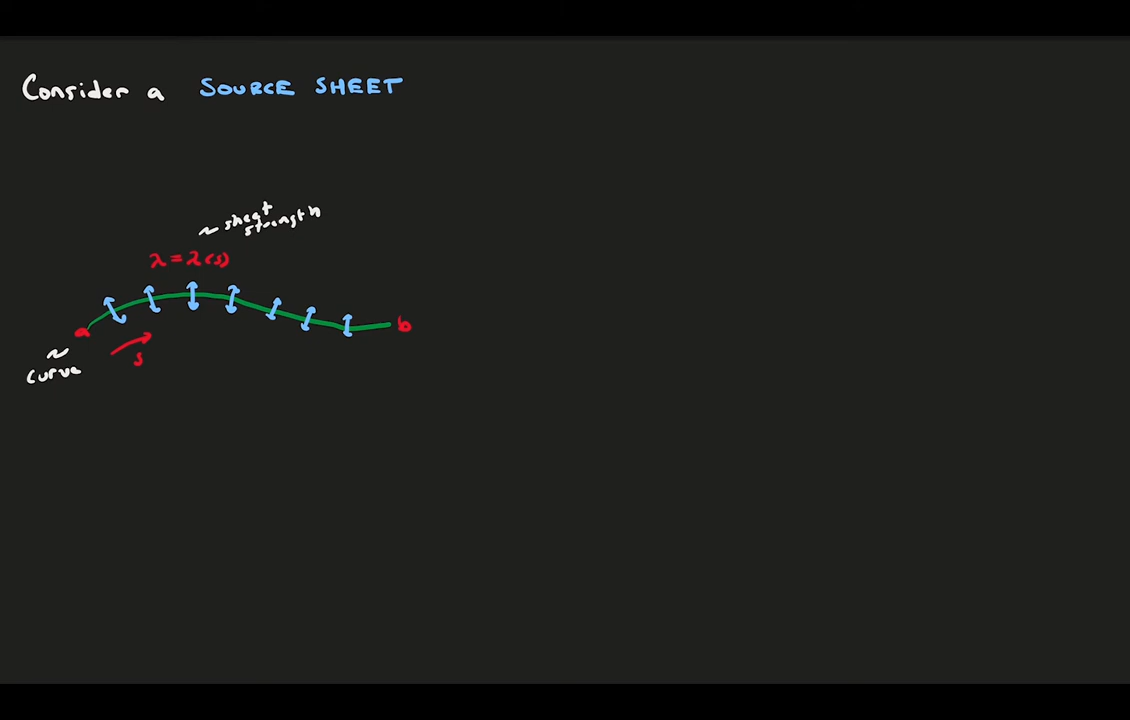 Consider a SOURCE SHEET
~ sheet
strength
λ = λ(s)
a
b
s
~
curve